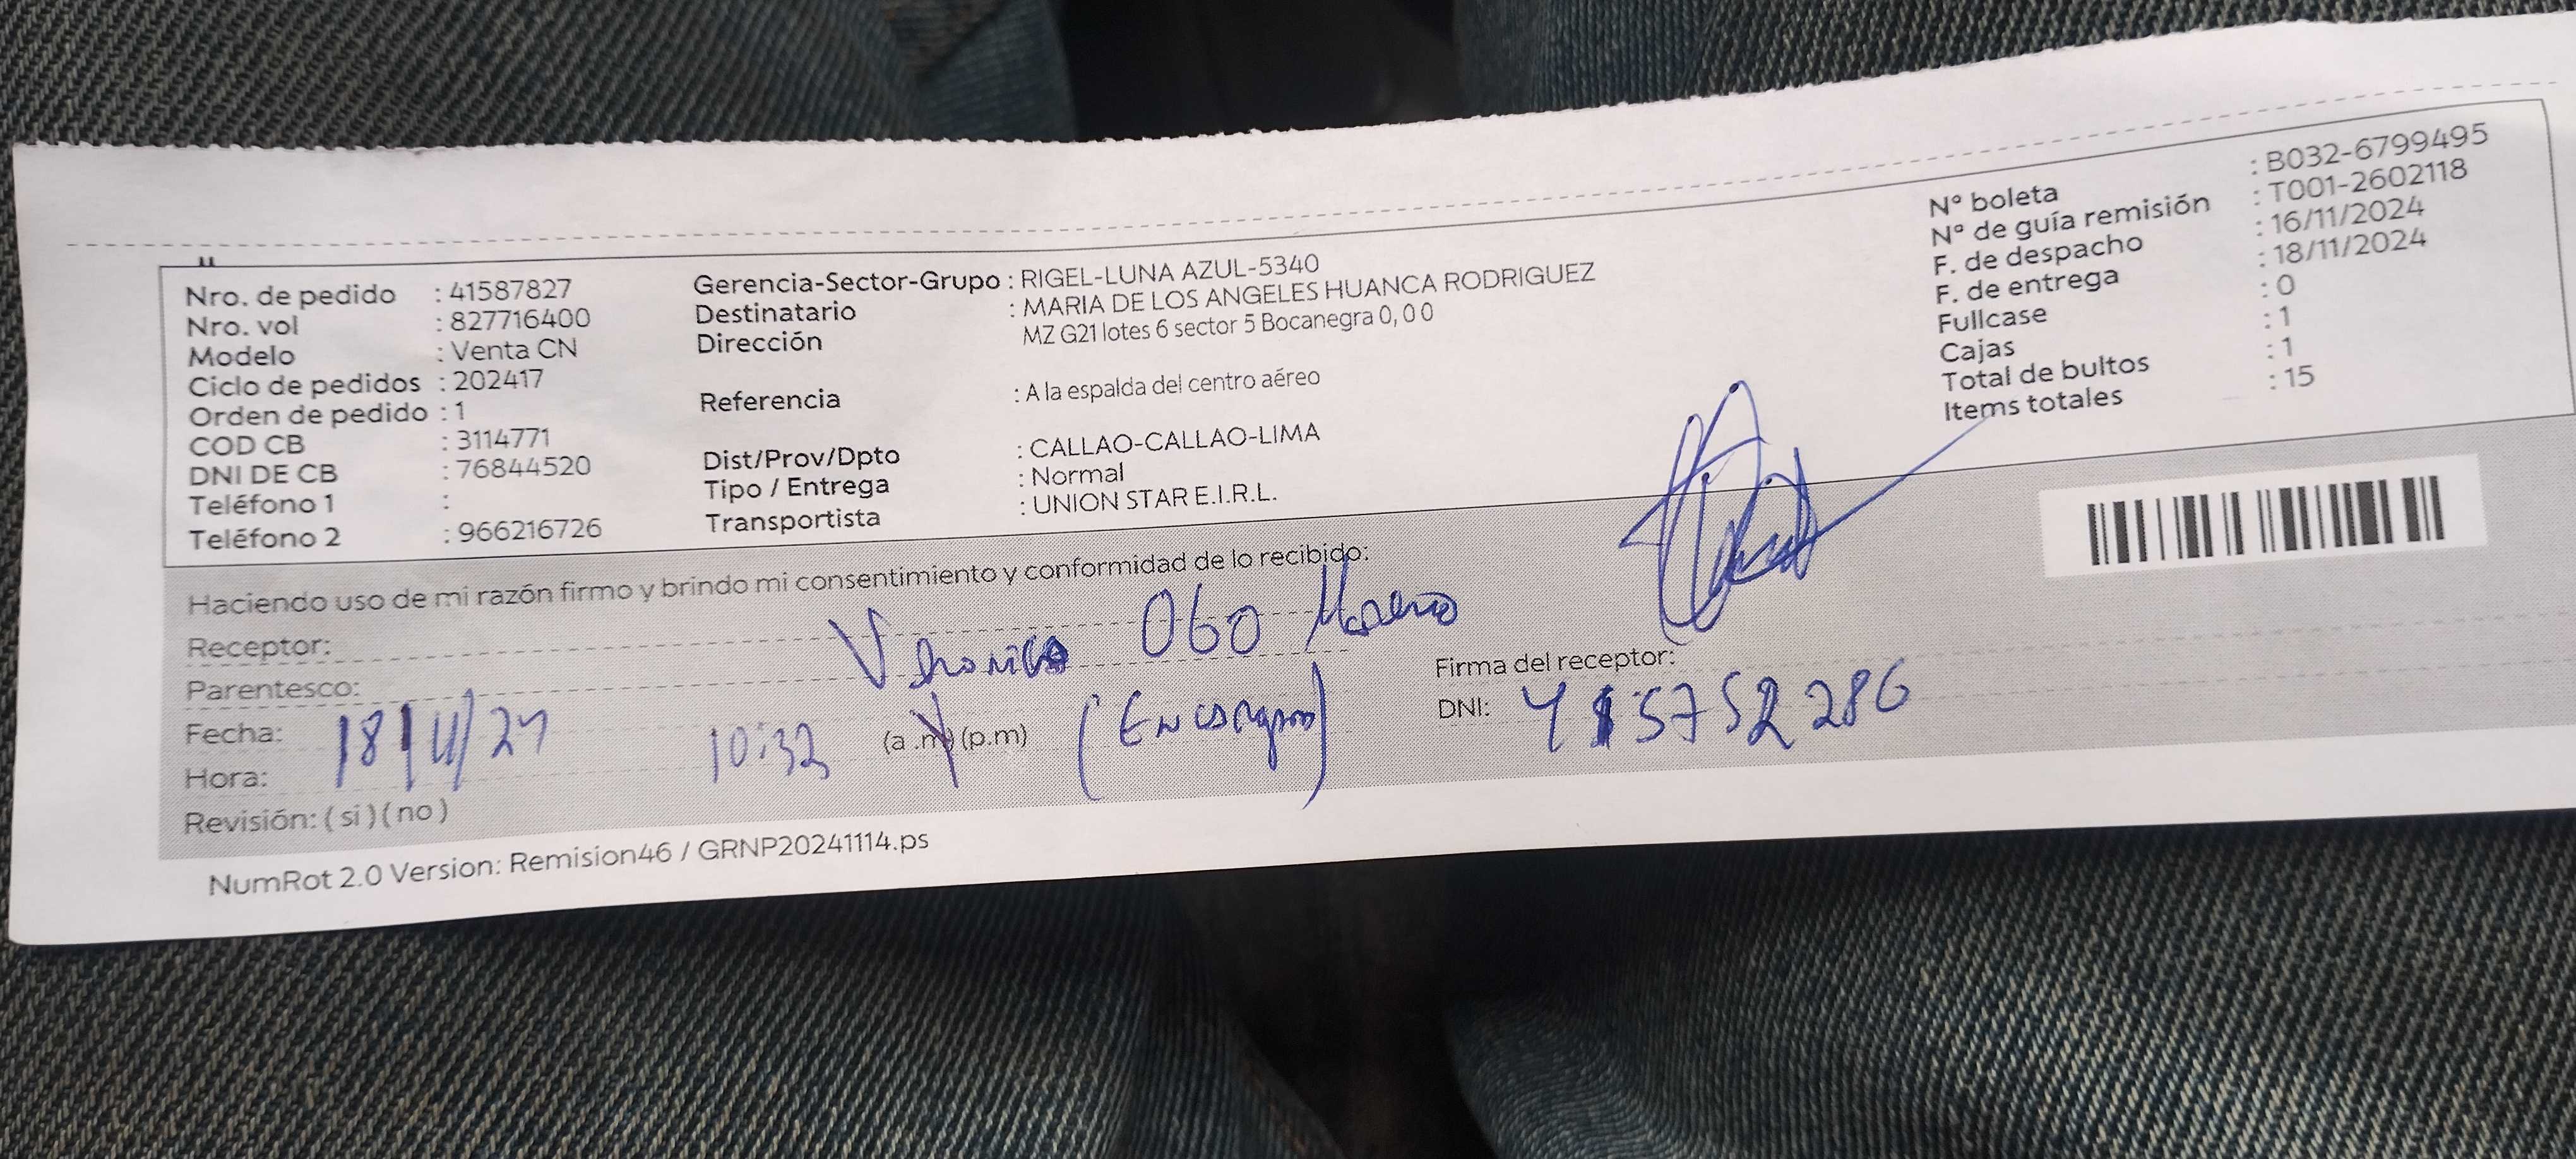 Nro. de pedido : 41587827
Nro. vol : 827716400
Modelo : Venta CN
Ciclo de pedidos : 202417
Orden de pedido : 1
COD CB : 3114771
DNI DE CB : 76844520
Teléfono 1 :
Teléfono 2 : 966216726
Gerencia-Sector-Grupo : RIGEL-LUNA AZUL-5340
Destinatario : MARIA DE LOS ANGELES HUANCA RODRIGUEZ
Dirección MZ G21 lotes 6 sector 5 Bocanegra 0, 0 0
Referencia : A la espalda del centro aéreo
Dist/Prov/Dpto : CALLAO-CALLAO-LIMA
Tipo / Entrega : Normal
Transportista : UNION STAR E.I.R.L.
N° boleta : B032-6799495
N° de guía remisión : T001-2602118
F. de despacho : 16/11/2024
F. de entrega : 18/11/2024
Fullcase : 0
Cajas : 1
Total de bultos : 1
Items totales : 15
Haciendo uso de mi razón firmo y brindo mi consentimiento y conformidad de lo recibido:
Receptor: Moreno
Parentesco:
Firma del receptor:
Fecha: 18/11/24
DNI:
Hora: 10:32 (a .m) (p.m)
Revisión: ( si ) ( no )
NumRot 2.0 Version: Remision46 / GRNP20241114.ps